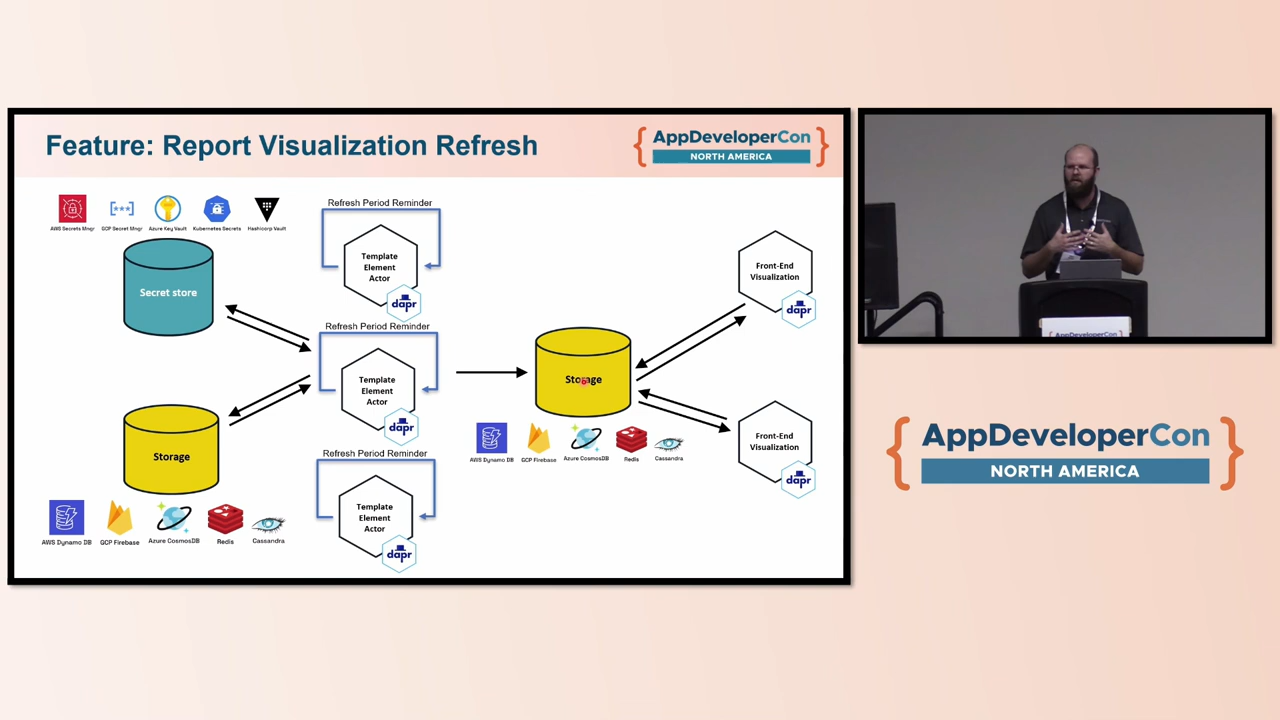 Feature: Report Visualization Refresh
AppDeveloperCon
NORTH AMERICA
AWS Secrets Mngr
GCP Secret Mngr
Azure Key Vault
Kubernetes Secrets
Hashicorp Vault
Secret store
Storage
AWS Dynamo DB
GCP Firebase
Azure CosmosDB
Redis
Cassandra
Refresh Period Reminder
Template
Element
Actor
dapr
Refresh Period Reminder
Template
Element
Actor
dapr
Refresh Period Reminder
Template
Element
Actor
dapr
Storage
AWS Dynamo DB
GCP Firebase
Azure CosmosDB
Redis
Cassandra
Front-End
Visualization
dapr
Front-End
Visualization
dapr
AppDeveloperCon
AppDeveloperCon
NORTH AMERICA